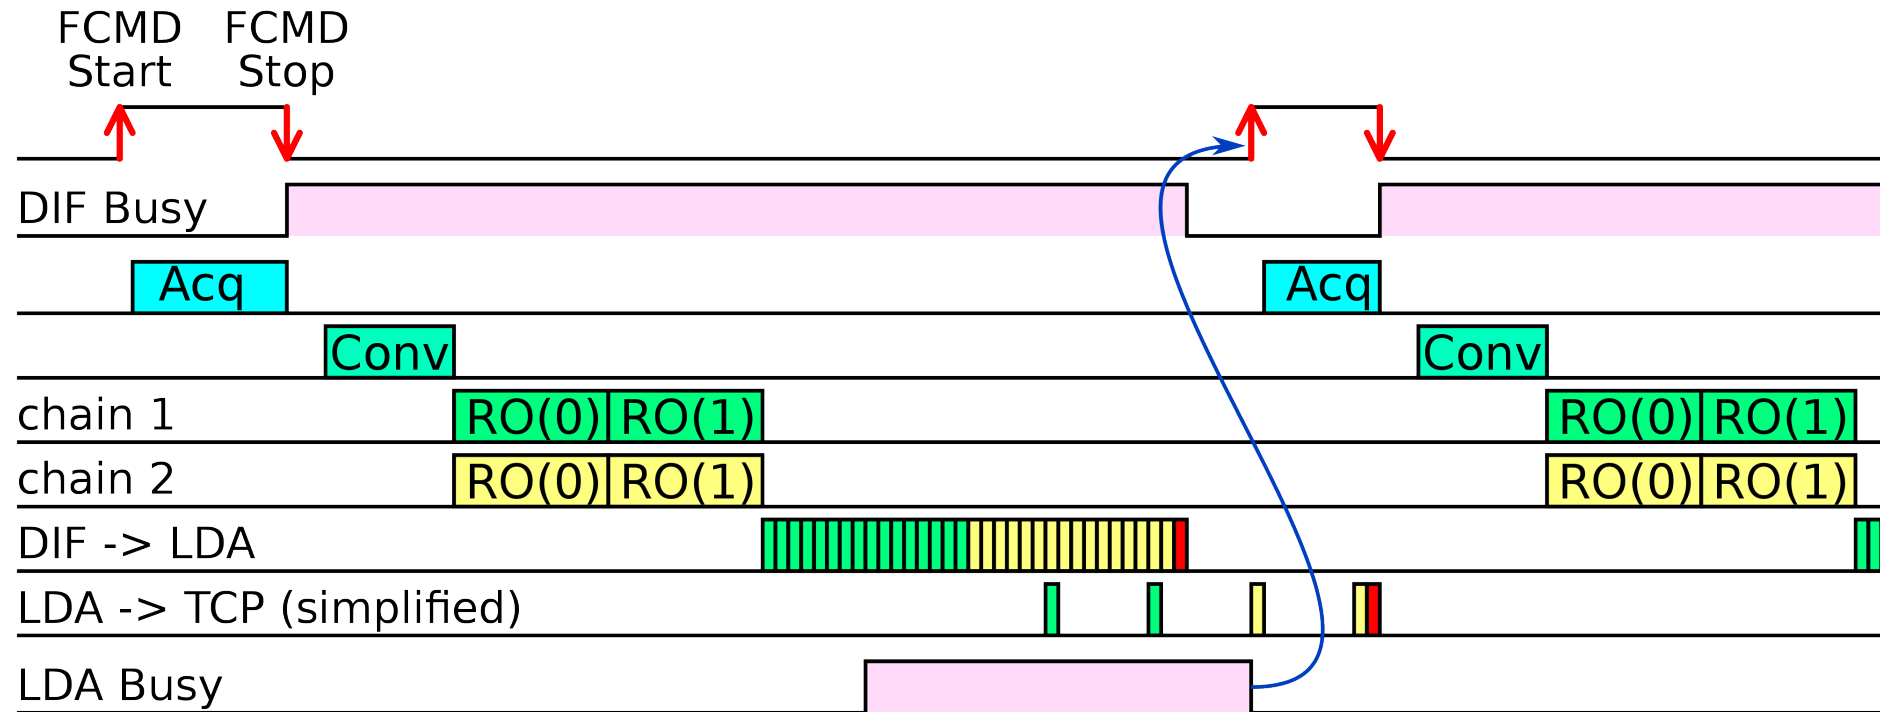 FCMD FCMD
Start Stop
DIF Busy
Acq Acq
Conv Conv
chain 1 RO(0) RO(1) RO(0) RO(1)
chain 2 RO(0) RO(1) RO(0) RO(1)
DIF -> LDA
LDA -> TCP (simplified)
LDA Busy